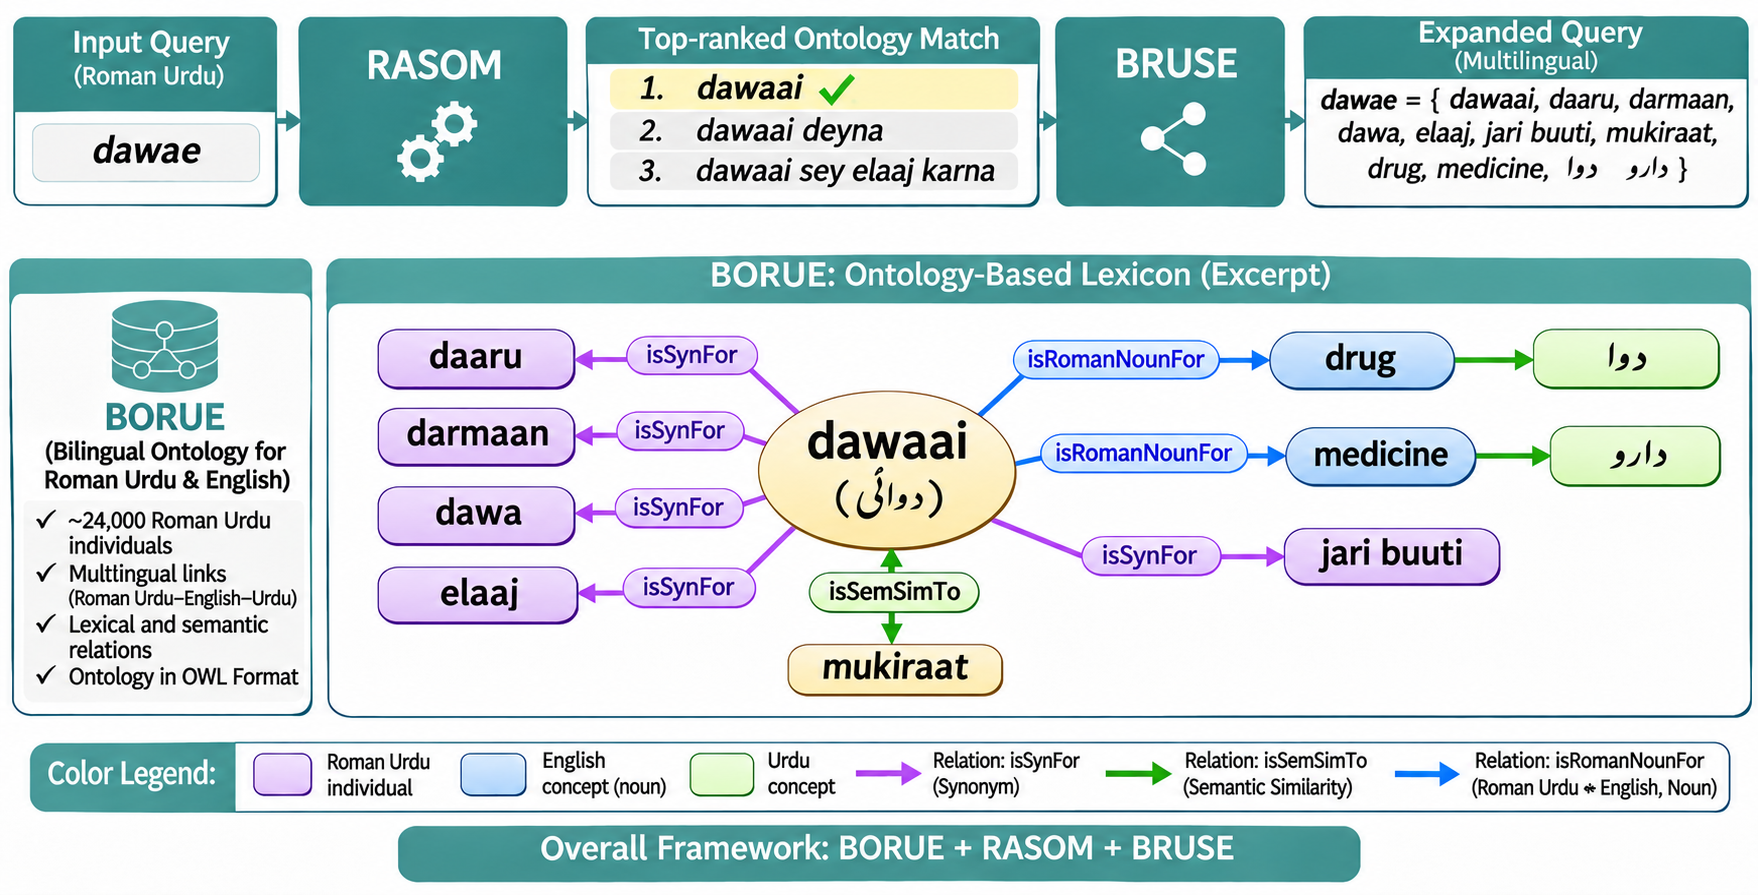 Input Query
(Roman Urdu)
dawae
RASOM
Top-ranked Ontology Match
1. dawaai ✓
2. dawaai deyna
3. dawaai sey elaaj karna
BRUSE
Expanded Query
(Multilingual)
dawae = { dawaai, daaru, darmaan,
dawa, elaaj, jari buuti, mukiraat,
drug, medicine, دوا دارو }
BORUE
(Bilingual Ontology for
Roman Urdu & English)
✓ ~24,000 Roman Urdu
individuals
✓ Multtingual links
(Roman Urdu–English–Urdu)
✓ Lexical and semantic
relations
✓ Ontology in OWL Format
BORUE: Ontology-Based Lexicon (Excerpt)
daaru
isSynFor
darmaan
isSynFor
dawa
isSynFor
elaaj
isSynFor
dawaai
(دوائی)
isSemSimTo
mukiraat
isRomanNounFor
drug
دوا
isRomanNounFor
medicine
دارو
isSynFor
jari buuti
Color Legend:
Roman Urdu
individual
English
concept (noun)
Urdu
concept
Relation: isSynFor
(Synonym)
Relation: isSemSimTo
(Semantic Similarity)
Relation: isRomanNounFor
(Roman Urdu English, Noun)
Overall Framework: BORUE + RASOM + BRUSE